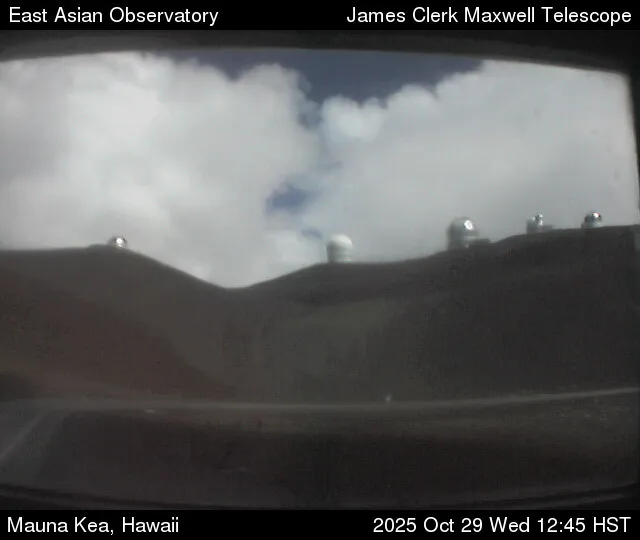 East Asian Observatory
James Clerk Maxwell Telescope
Mauna Kea, Hawaii
2025 Oct 29 Wed 12:45 HST